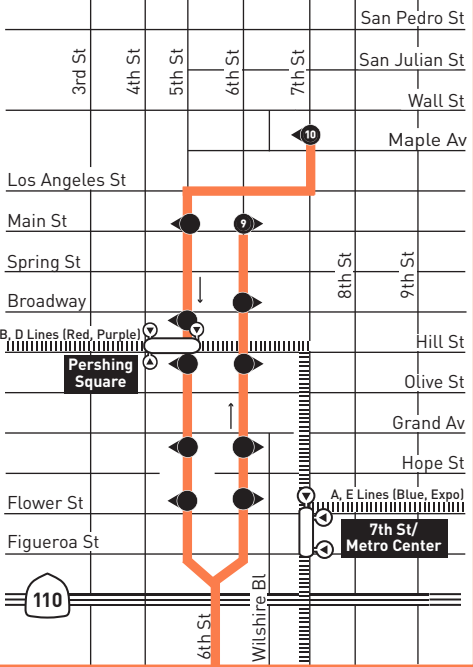 San Pedro St
3rd St
4th St
5th St
6th St
7th St
San Julian St
Wall St
10
Maple Av
Los Angeles St
Main St
9
Spring St
8th St
9th St
Broadway
B, D Lines (Red, Purple)
Hill St
Pershing
Square
Olive St
Grand Av
Hope St
A, E Lines (Blue, Expo)
Flower St
7th St/
Metro Center
Figueroa St
110
6th St
Wilshire Bl